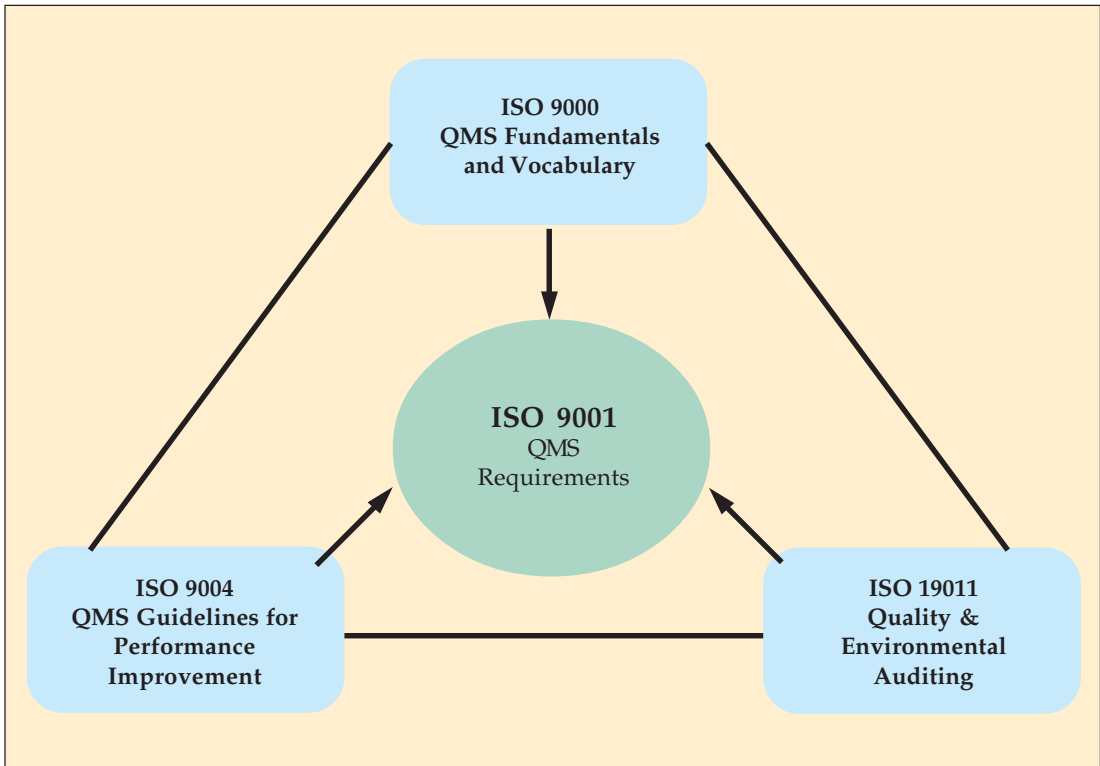 ISO 9000
QMS Fundamentals
and Vocabulary
ISO 9001
QMS
Requirements
ISO 9004
QMS Guidelines for
Performance
Improvement
ISO 19011
Quality &
Environmental
Auditing